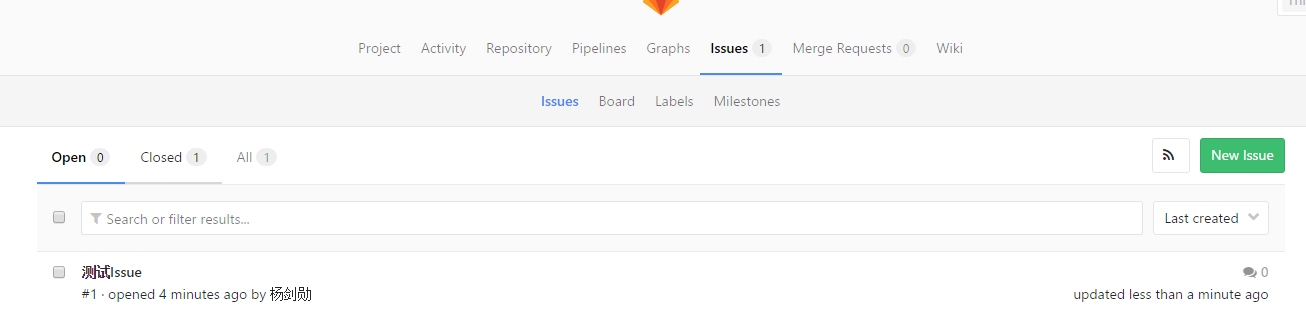 Project Activity Repository Pipelines Graphs Issues 1 Merge Requests 0 Wiki
Issues Board Labels Milestones
Open 0 Closed 1 All 1 New Issue
Search or filter results... Last created
测试Issue 0
#1 · opened 4 minutes ago by 杨剑勋 updated less than a minute ago